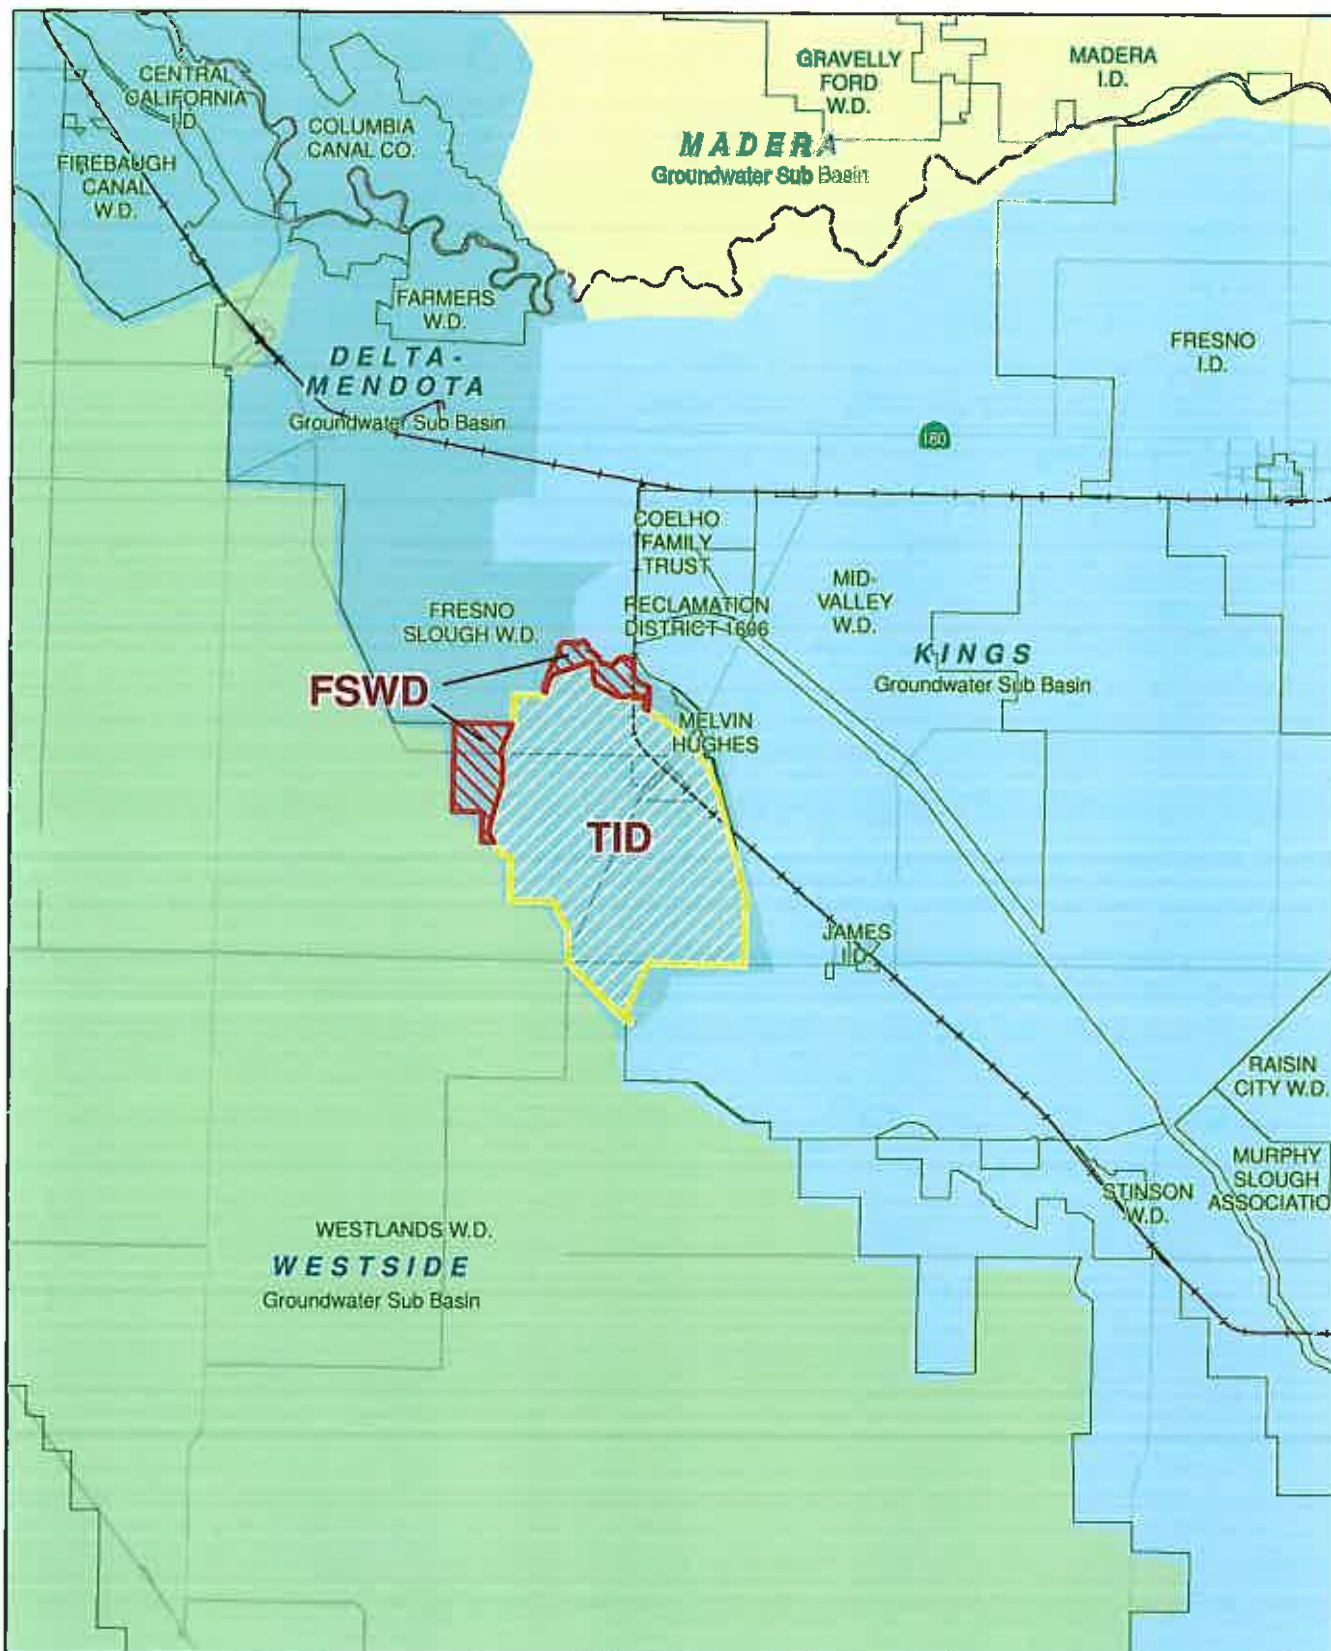 CENTRAL
CALIFORNIA
I.D.
COLUMBIA
CANAL CO.
FIREBAUGH
CANAL
W.D.
GRAVELLY
FORD
W.D.
MADERA
I.D.
MADERA
Groundwater Sub Basin
FARMERS
W.D.
DELTA-
MENDOTA
Groundwater Sub Basin
FRESNO
I.D.
180
COELHO
FAMILY
TRUST
RECLAMATION
DISTRICT 1606
MID-
VALLEY
W.D.
FRESNO
SLOUGH W.D.
KINGS
Groundwater Sub Basin
FSWD
MELVIN
HUGHES
TID
JAMES
I.D.
RAISIN
CITY W.D.
MURPHY
SLOUGH
ASSOCIATIO
STINSON
W.D.
WESTLANDS W.D.
WESTSIDE
Groundwater Sub Basin